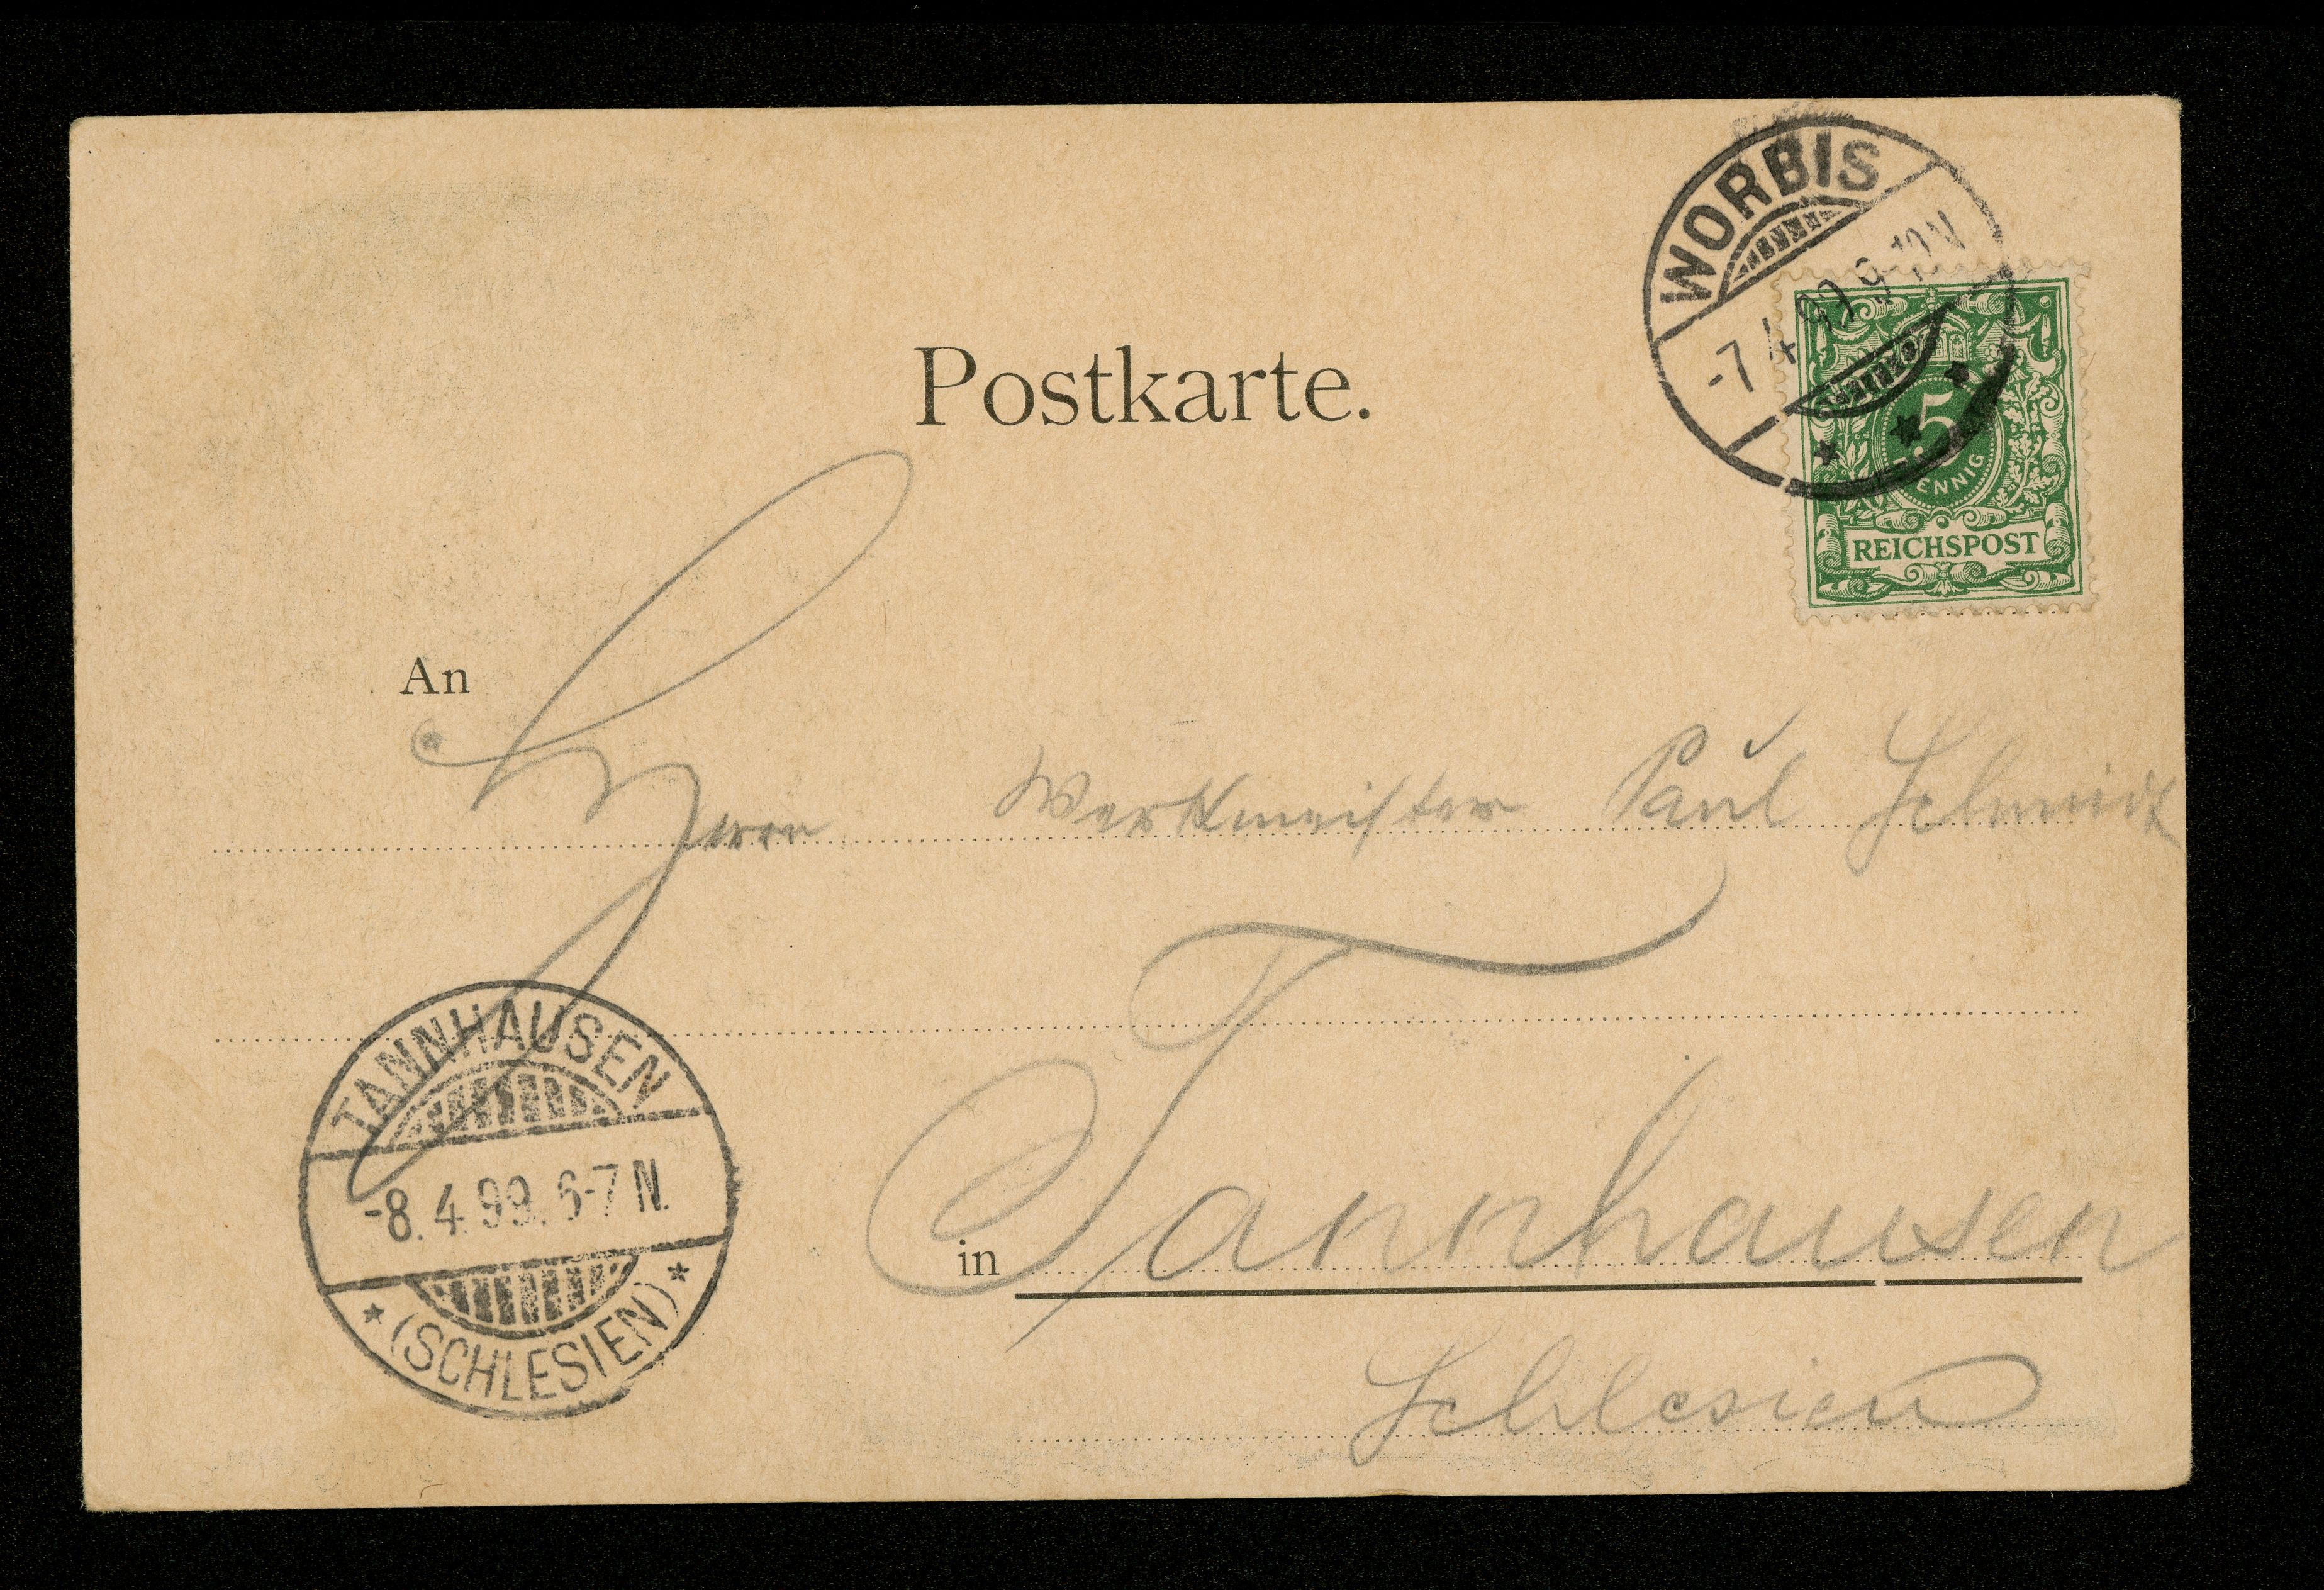 Postkarte.
WORBIS
-7 4 99 9-10N
5
PFENNIG
REICHSPOST
An
Herrn Werkmeister Paul Schmidt
TANNHAUSEN
-8. 4. 99. 6-7 N.
(SCHLESIEN)
in Tannhausen
Schlesien